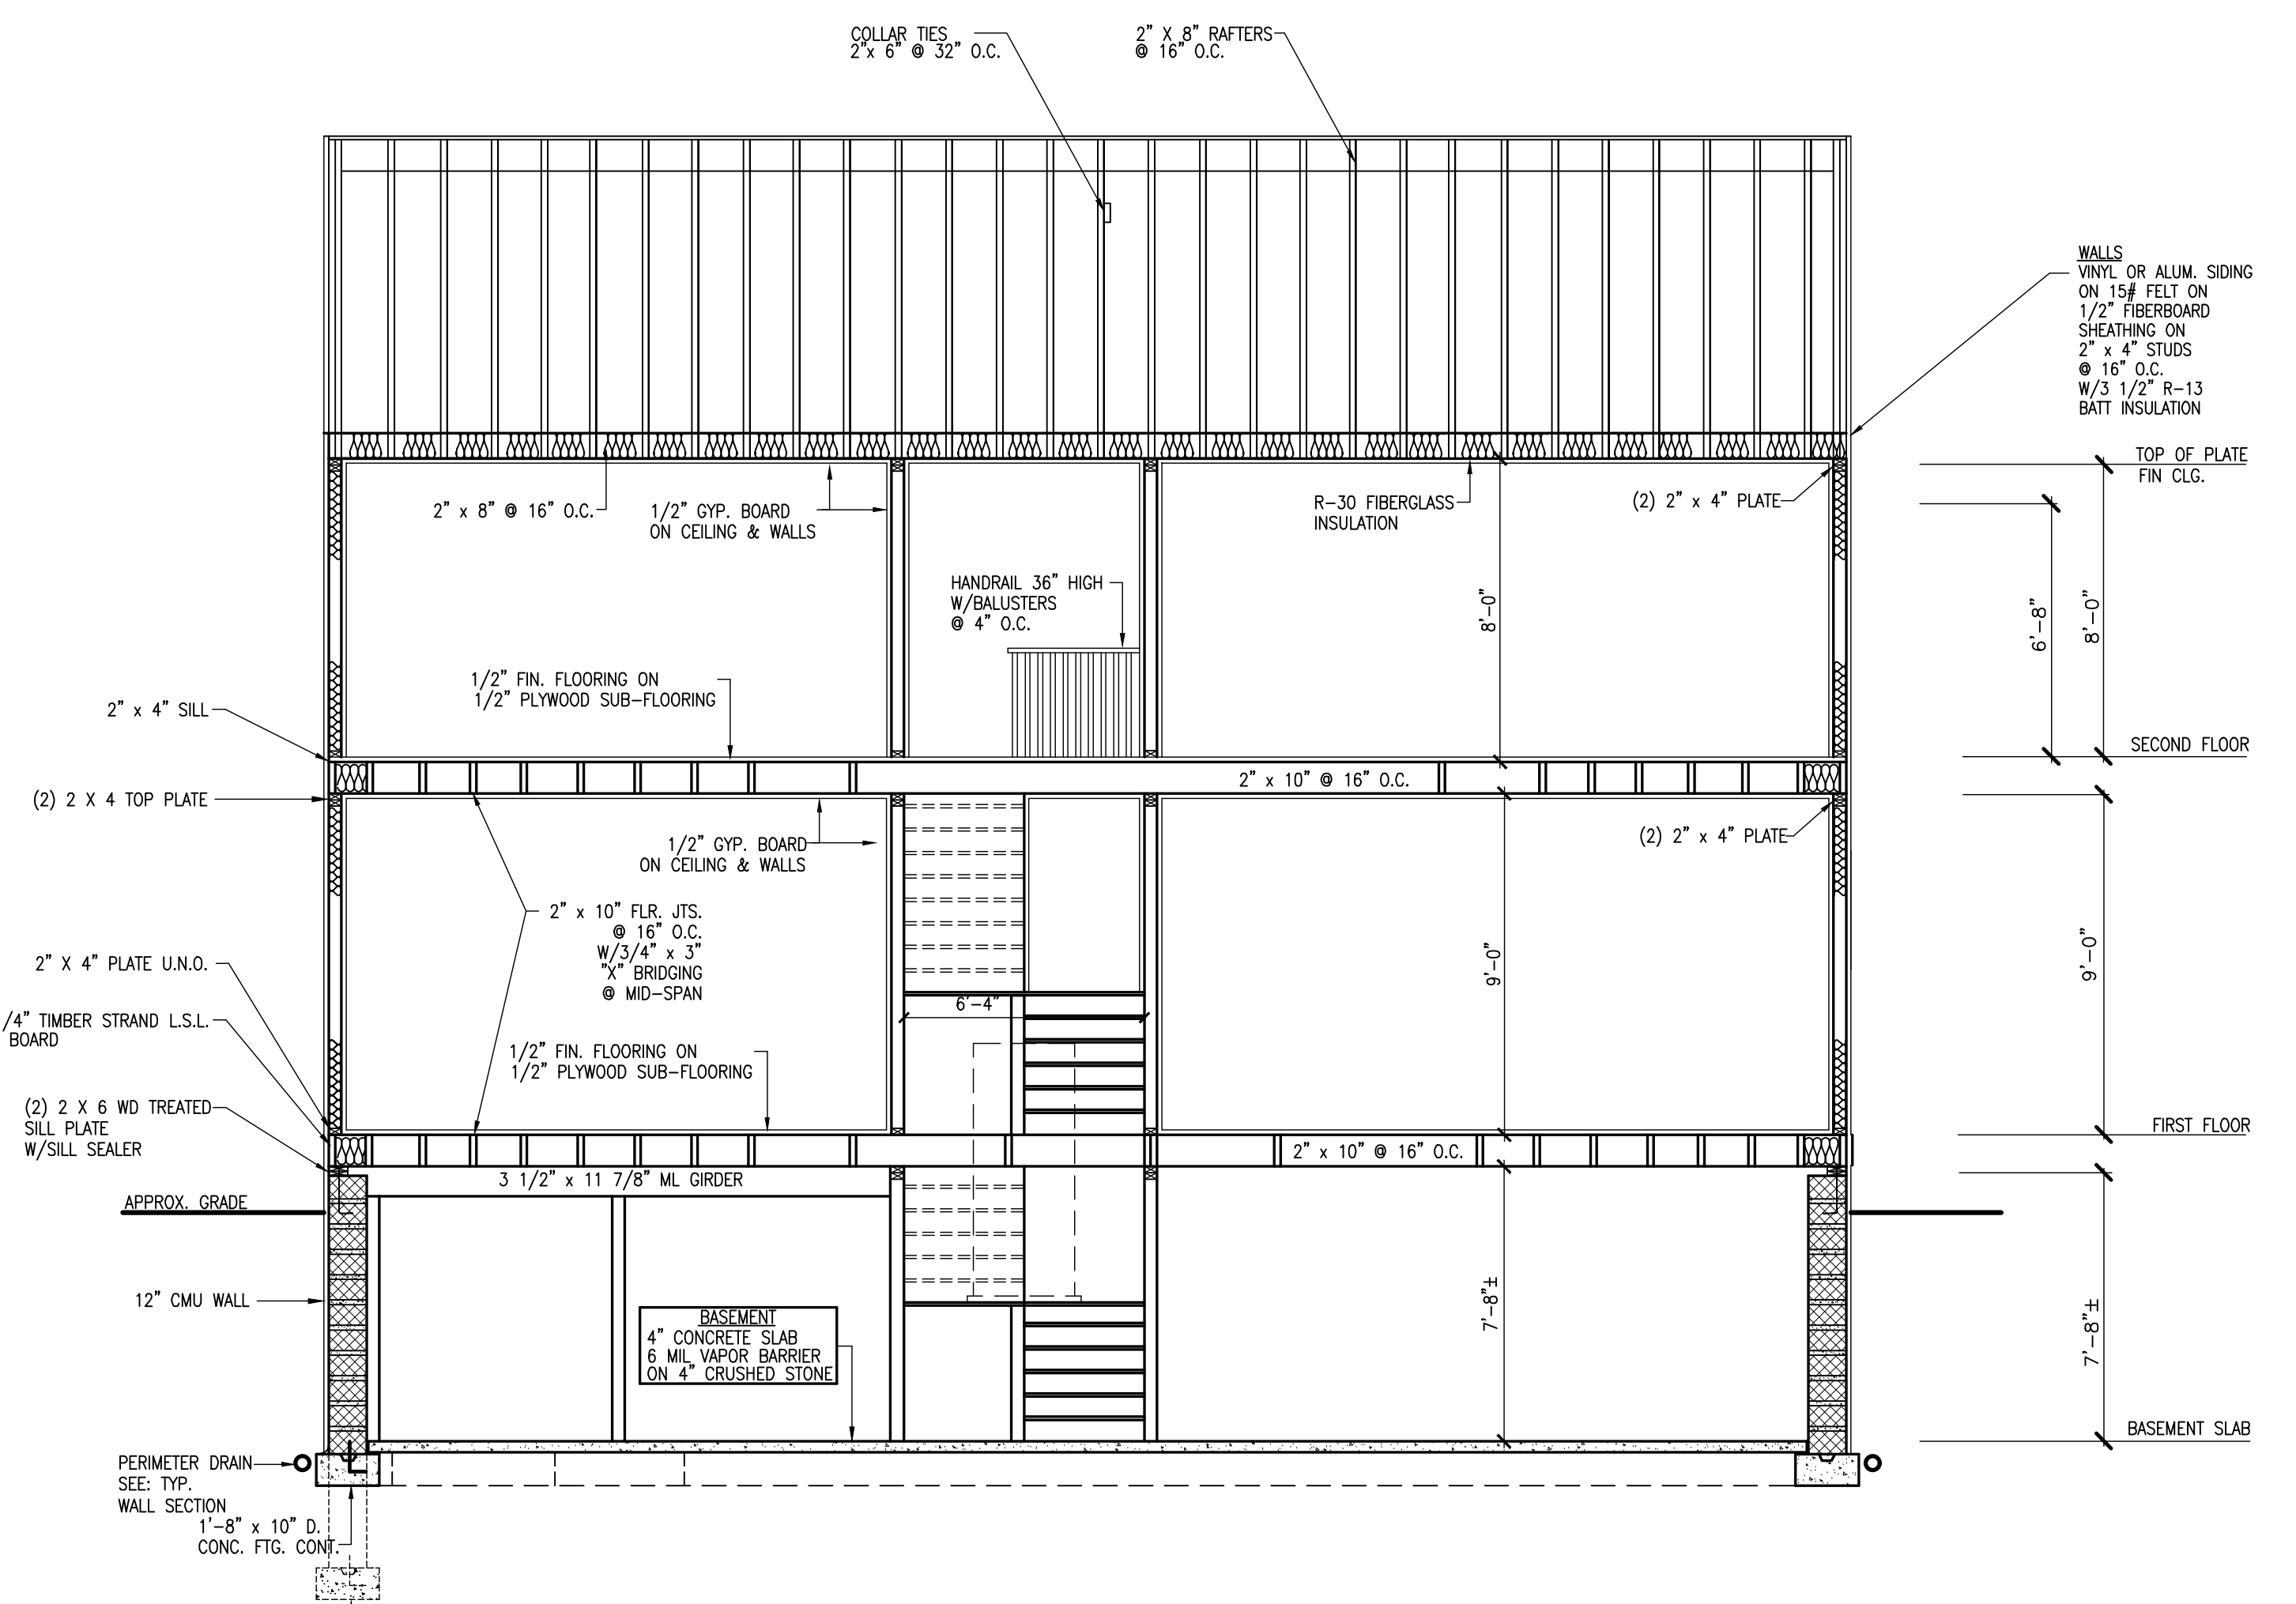 COLLAR TIES
2”x 6” @ 32” O.C.
2” X 8” RAFTERS
@ 16” O.C.
WALLS
VINYL OR ALUM. SIDING
ON 15# FELT ON
1/2” FIBERBOARD
SHEATHING ON
2” x 4” STUDS
@ 16” O.C.
W/3 1/2” R-13
BATT INSULATION
TOP OF PLATE
FIN CLG.
2” x 8” @ 16” O.C.
1/2” GYP. BOARD
ON CEILING & WALLS
R-30 FIBERGLASS
INSULATION
(2) 2” x 4” PLATE
HANDRAIL 36” HIGH
W/BALUSTERS
@ 4” O.C.
8'-0”
6'-8”
8'-0”
1/2” FIN. FLOORING ON
1/2” PLYWOOD SUB-FLOORING
2” x 4” SILL
SECOND FLOOR
2” x 10” @ 16” O.C.
(2) 2 X 4 TOP PLATE
1/2” GYP. BOARD
ON CEILING & WALLS
(2) 2” x 4” PLATE
2” x 10” FLR. JTS.
@ 16” O.C.
W/3/4” x 3”
”X” BRIDGING
@ MID-SPAN
9'-0”
9'-0”
2” X 4” PLATE U.N.O.
6'-4”
/4” TIMBER STRAND L.S.L.
BOARD
1/2” FIN. FLOORING ON
1/2” PLYWOOD SUB-FLOORING
(2) 2 X 6 WD TREATED
SILL PLATE
W/SILL SEALER
FIRST FLOOR
2” x 10” @ 16” O.C.
3 1/2” x 11 7/8” ML GIRDER
APPROX. GRADE
12” CMU WALL
7'-8”±
7'-8”±
BASEMENT
4” CONCRETE SLAB
6 MIL VAPOR BARRIER
ON 4” CRUSHED STONE
BASEMENT SLAB
PERIMETER DRAIN
SEE: TYP.
WALL SECTION
1'-8” x 10” D.
CONC. FTG. CONT.